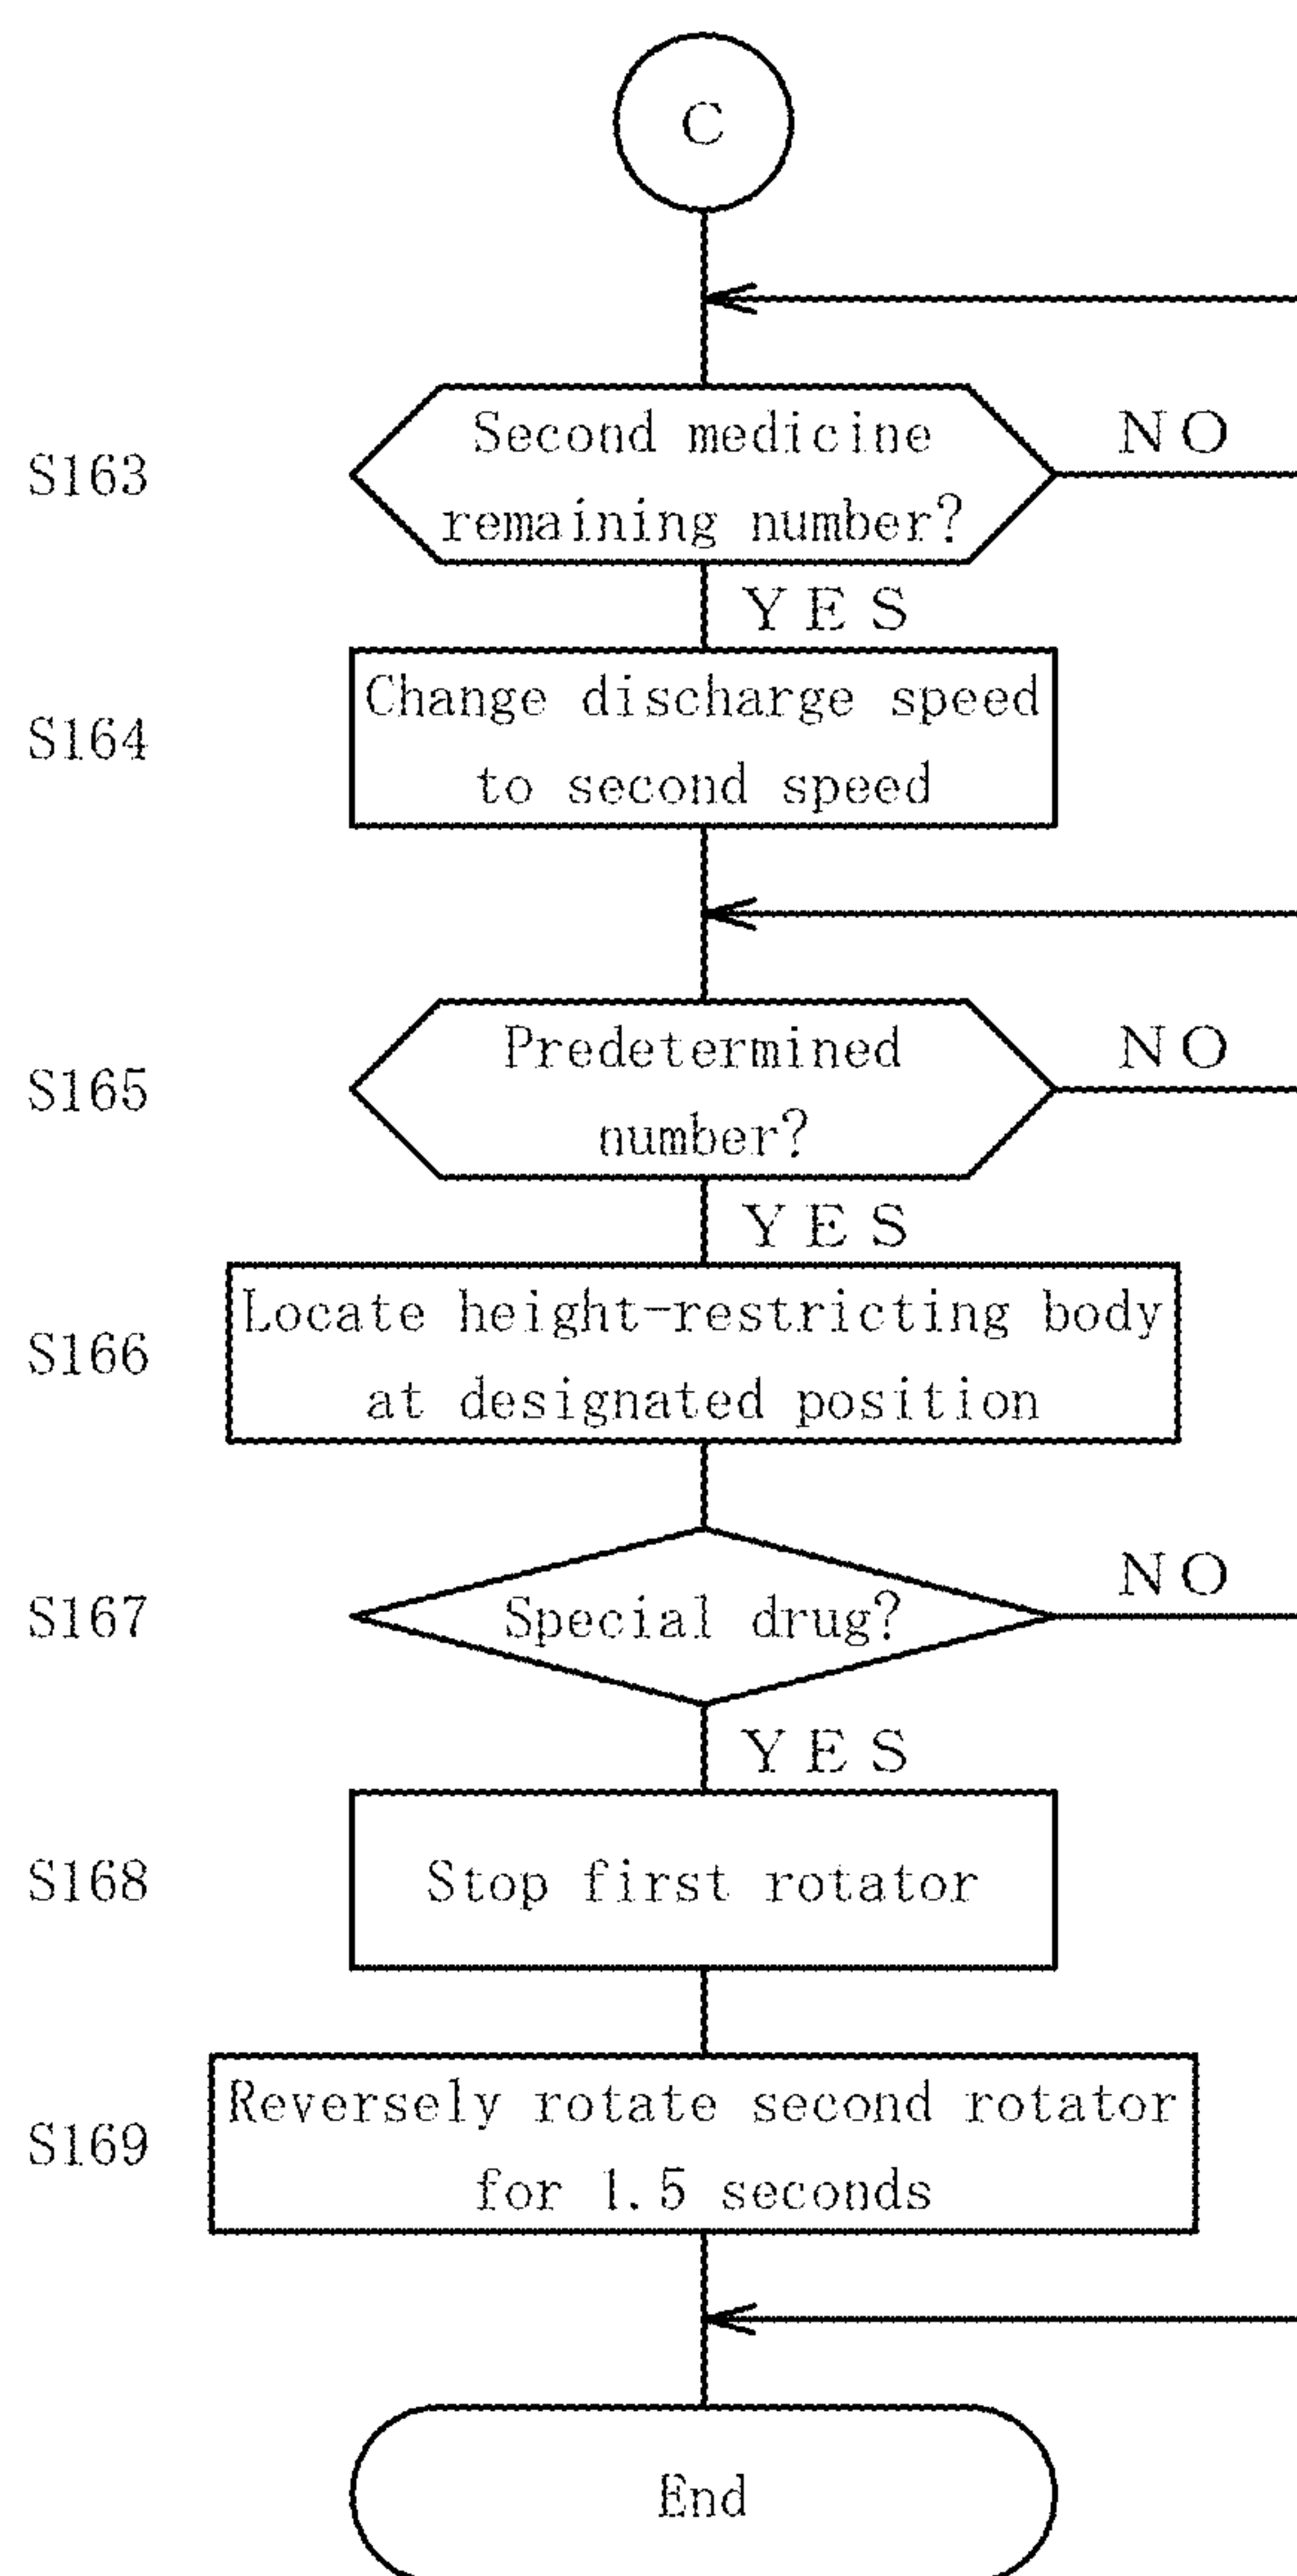 C
S163
Second medicine
remaining number?
NO
YES
S164
Change discharge speed
to second speed
S165
Predetermined
number?
NO
YES
S166
Locate height-restricting body
at designated position
S167
Special drug?
NO
YES
S168
Stop first rotator
S169
Reversely rotate second rotator
for 1.5 seconds
End